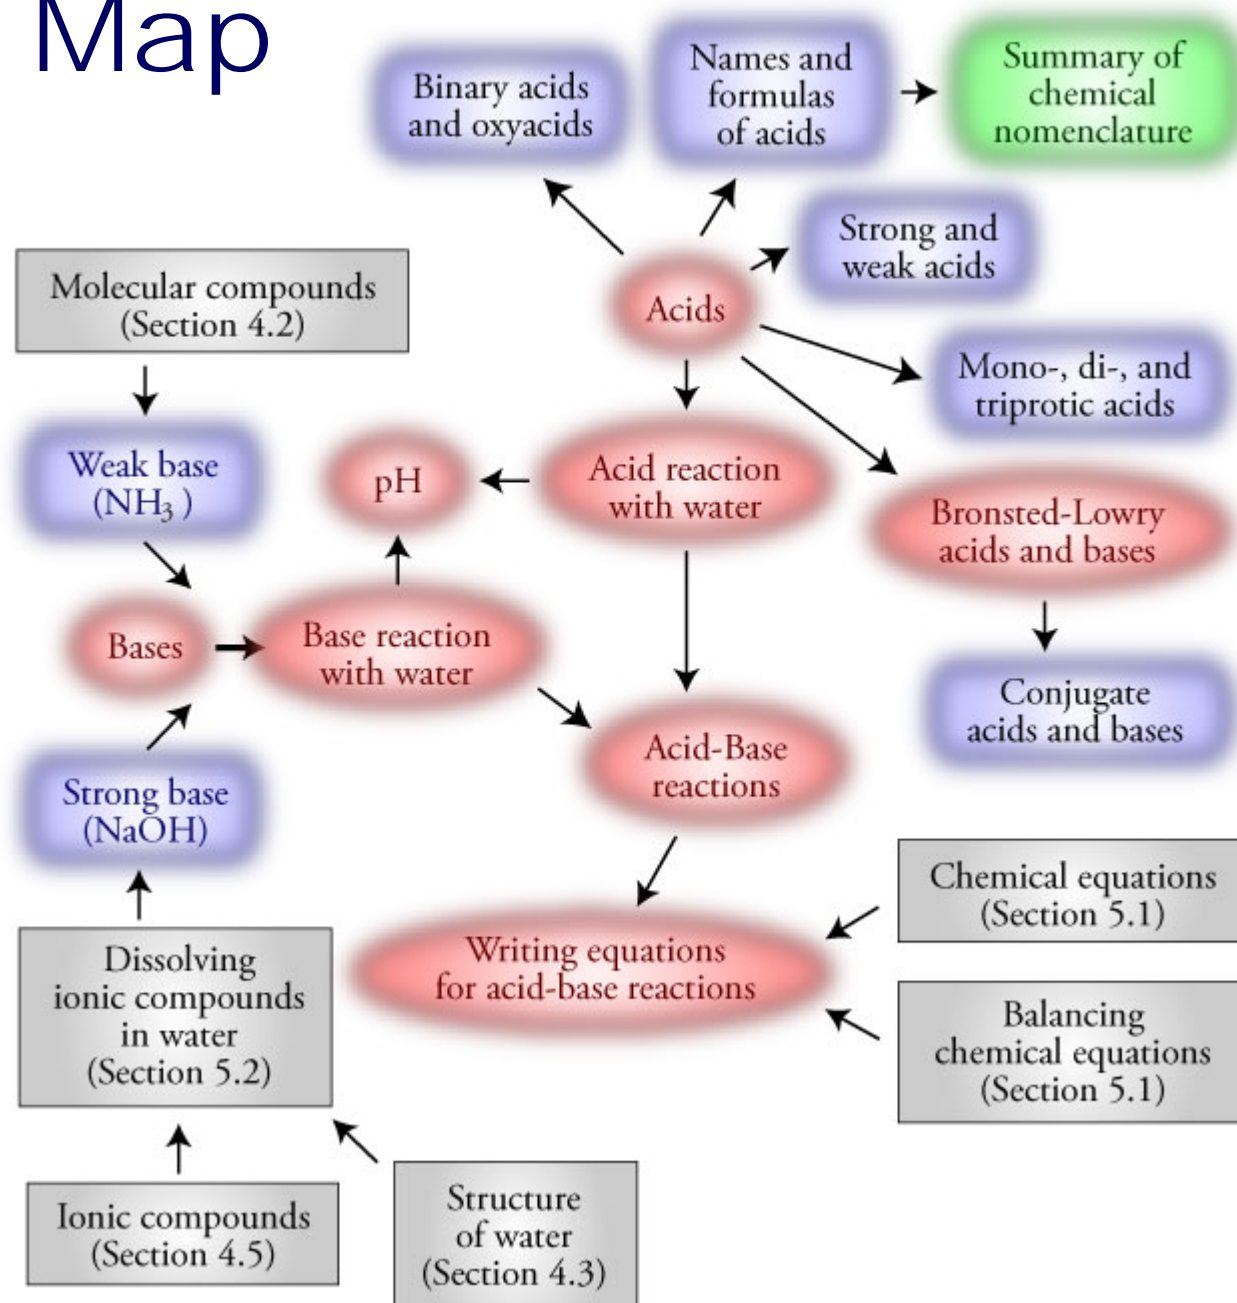 Map
Binary acids
and oxyacids
Names and
formulas
of acids
Summary of
chemical
nomenclature
Strong and
weak acids
Molecular compounds
(Section 4.2)
Acids
Mono-, di-, and
triprotic acids
Weak base
(NH₃ )
pH
Acid reaction
with water
Bronsted-Lowry
acids and bases
Bases
Base reaction
with water
Conjugate
acids and bases
Acid-Base
reactions
Strong base
(NaOH)
Chemical equations
(Section 5.1)
Writing equations
for acid-base reactions
Dissolving
ionic compounds
in water
(Section 5.2)
Balancing
chemical equations
(Section 5.1)
Ionic compounds
(Section 4.5)
Structure
of water
(Section 4.3)